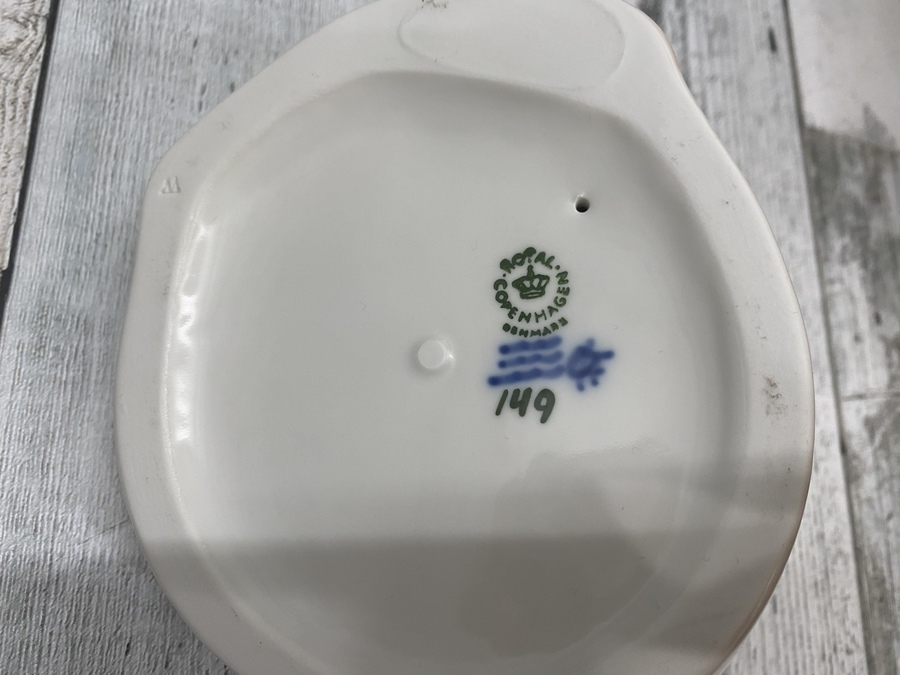 ROYAL COPENHAGEN
DENMARK
149